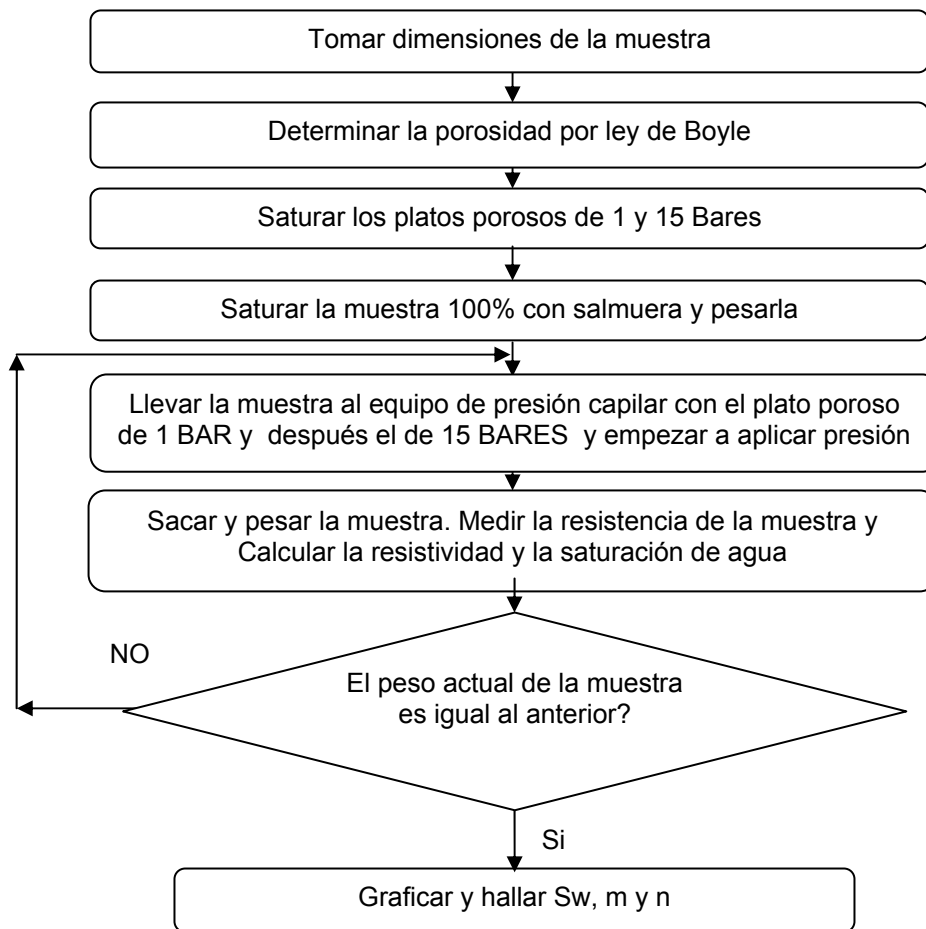 Tomar dimensiones de la muestra
Determinar la porosidad por ley de Boyle
Saturar los platos porosos de 1 y 15 Bares
Saturar la muestra 100% con salmuera y pesarla
Llevar la muestra al equipo de presión capilar con el plato poroso
de 1 BAR y después el de 15 BARES y empezar a aplicar presión
Sacar y pesar la muestra. Medir la resistencia de la muestra y
Calcular la resistividad y la saturación de agua
NO
El peso actual de la muestra
es igual al anterior?
Si
Graficar y hallar Sw, m y n